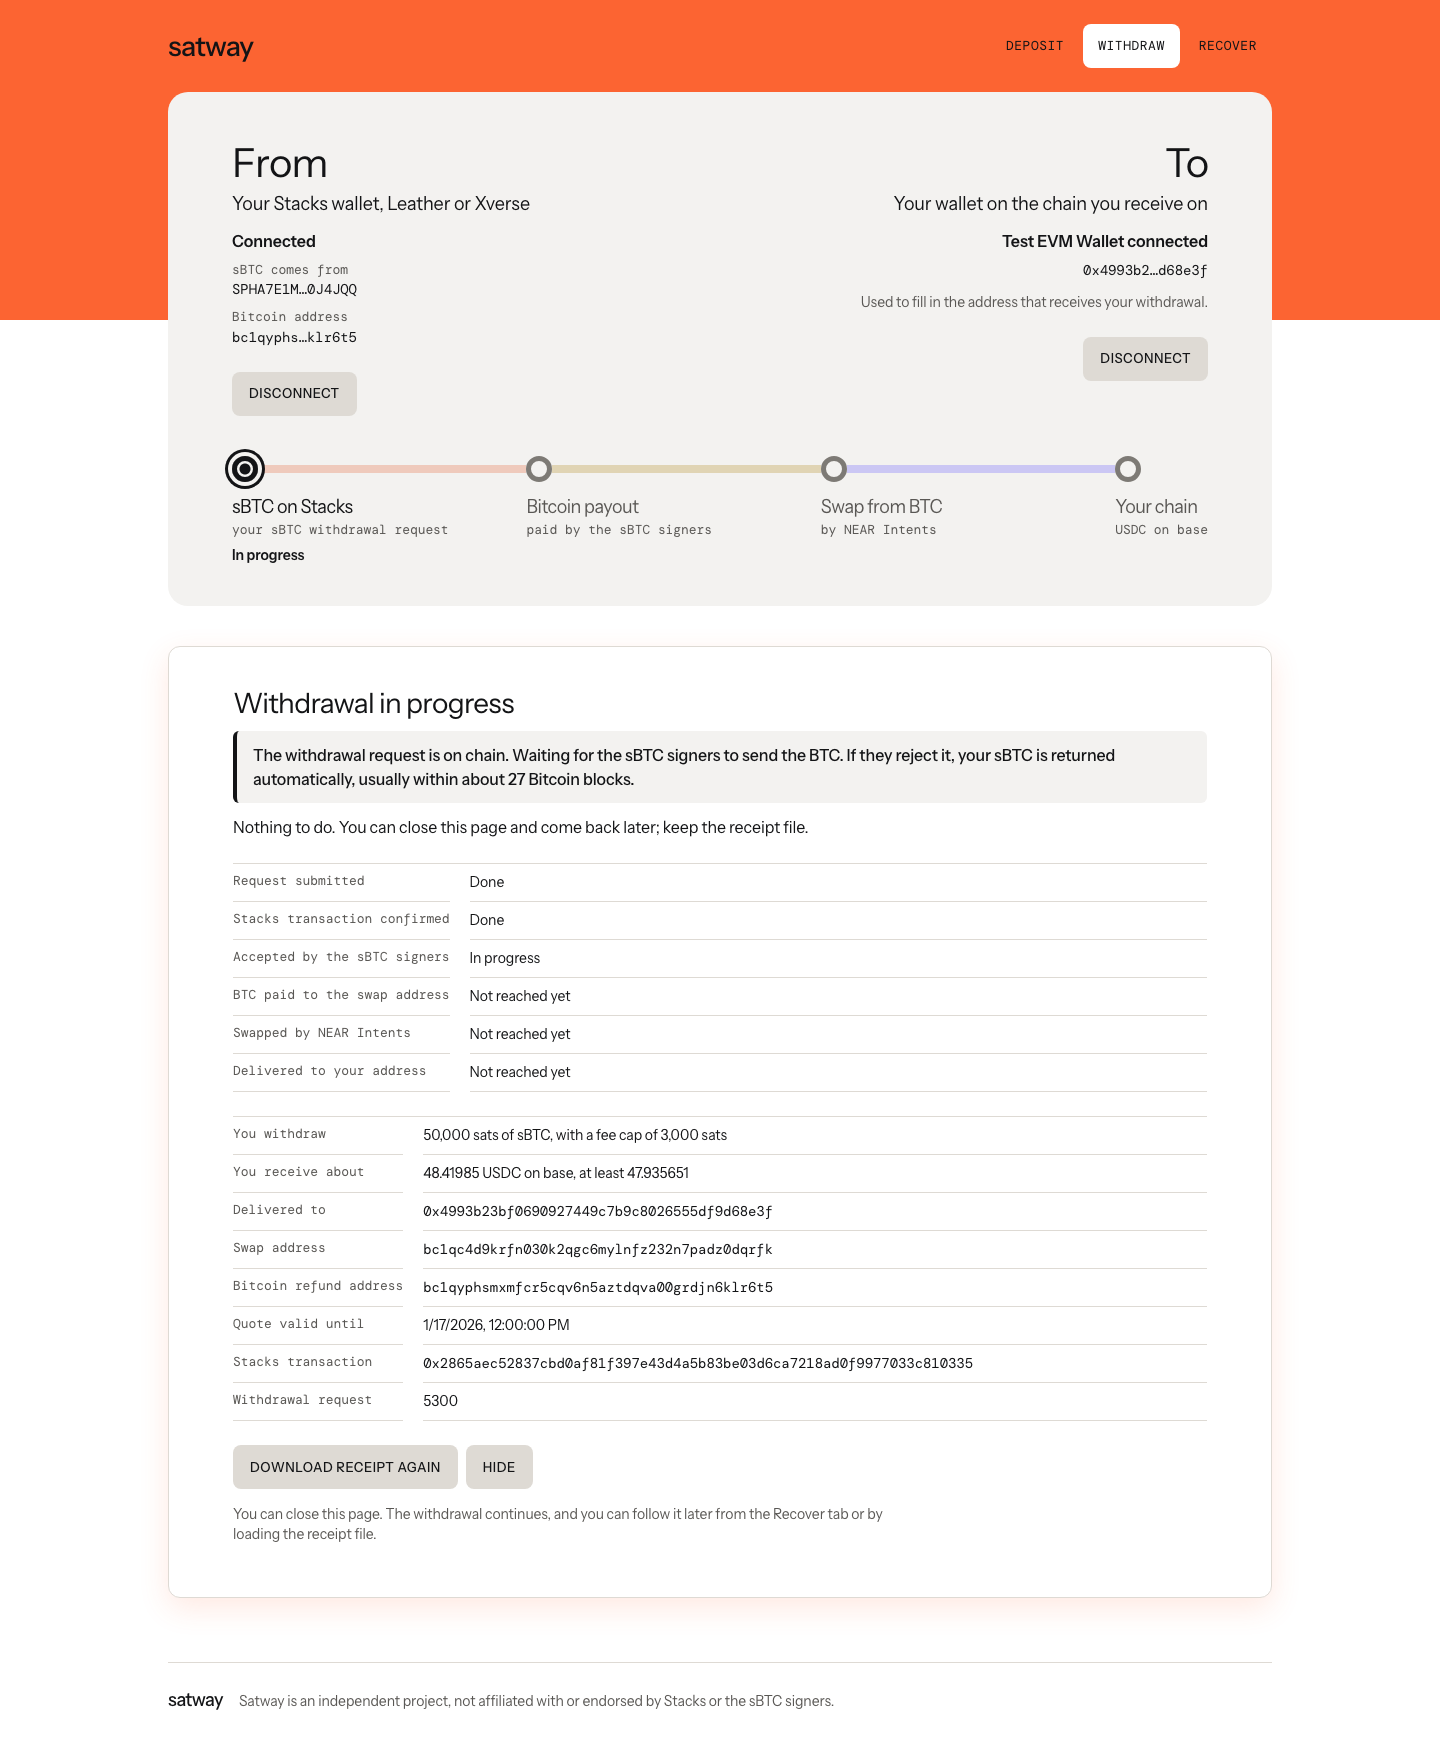 satway
DEPOSIT
WITHDRAW
RECOVER
From
Your Stacks wallet, Leather or Xverse
Connected
sBTC comes from
SPHA7E1M…0J4JQQ
Bitcoin address
bc1qyphs…klr6t5
DISCONNECT
To
Your wallet on the chain you receive on
Test EVM Wallet connected
0x4993b2…d68e3f
Used to fill in the address that receives your withdrawal.
DISCONNECT
sBTC on Stacks
your sBTC withdrawal request
In progress
Bitcoin payout
paid by the sBTC signers
Swap from BTC
by NEAR Intents
Your chain
USDC on base
Withdrawal in progress
The withdrawal request is on chain. Waiting for the sBTC signers to send the BTC. If they reject it, your sBTC is returned
automatically, usually within about 27 Bitcoin blocks.
Nothing to do. You can close this page and come back later; keep the receipt file.
Request submitted Done
Stacks transaction confirmed Done
Accepted by the sBTC signers In progress
BTC paid to the swap address Not reached yet
Swapped by NEAR Intents Not reached yet
Delivered to your address Not reached yet
You withdraw 50,000 sats of sBTC, with a fee cap of 3,000 sats
You receive about 48.41985 USDC on base, at least 47.935651
Delivered to 0x4993b23bf0690927449c7b9c8026555df9d68e3f
Swap address bc1qc4d9krfn030k2qgc6mylnfz232n7padz0dqrfk
Bitcoin refund address bc1qyphsmxmfcr5cqv6n5aztdqva00grdjn6klr6t5
Quote valid until 1/17/2026, 12:00:00 PM
Stacks transaction 0x2865aec52837cbd0af81f397e43d4a5b83be03d6ca7218ad0f9977033c810335
Withdrawal request 5300
DOWNLOAD RECEIPT AGAIN
HIDE
You can close this page. The withdrawal continues, and you can follow it later from the Recover tab or by
loading the receipt file.
satway Satway is an independent project, not affiliated with or endorsed by Stacks or the sBTC signers.